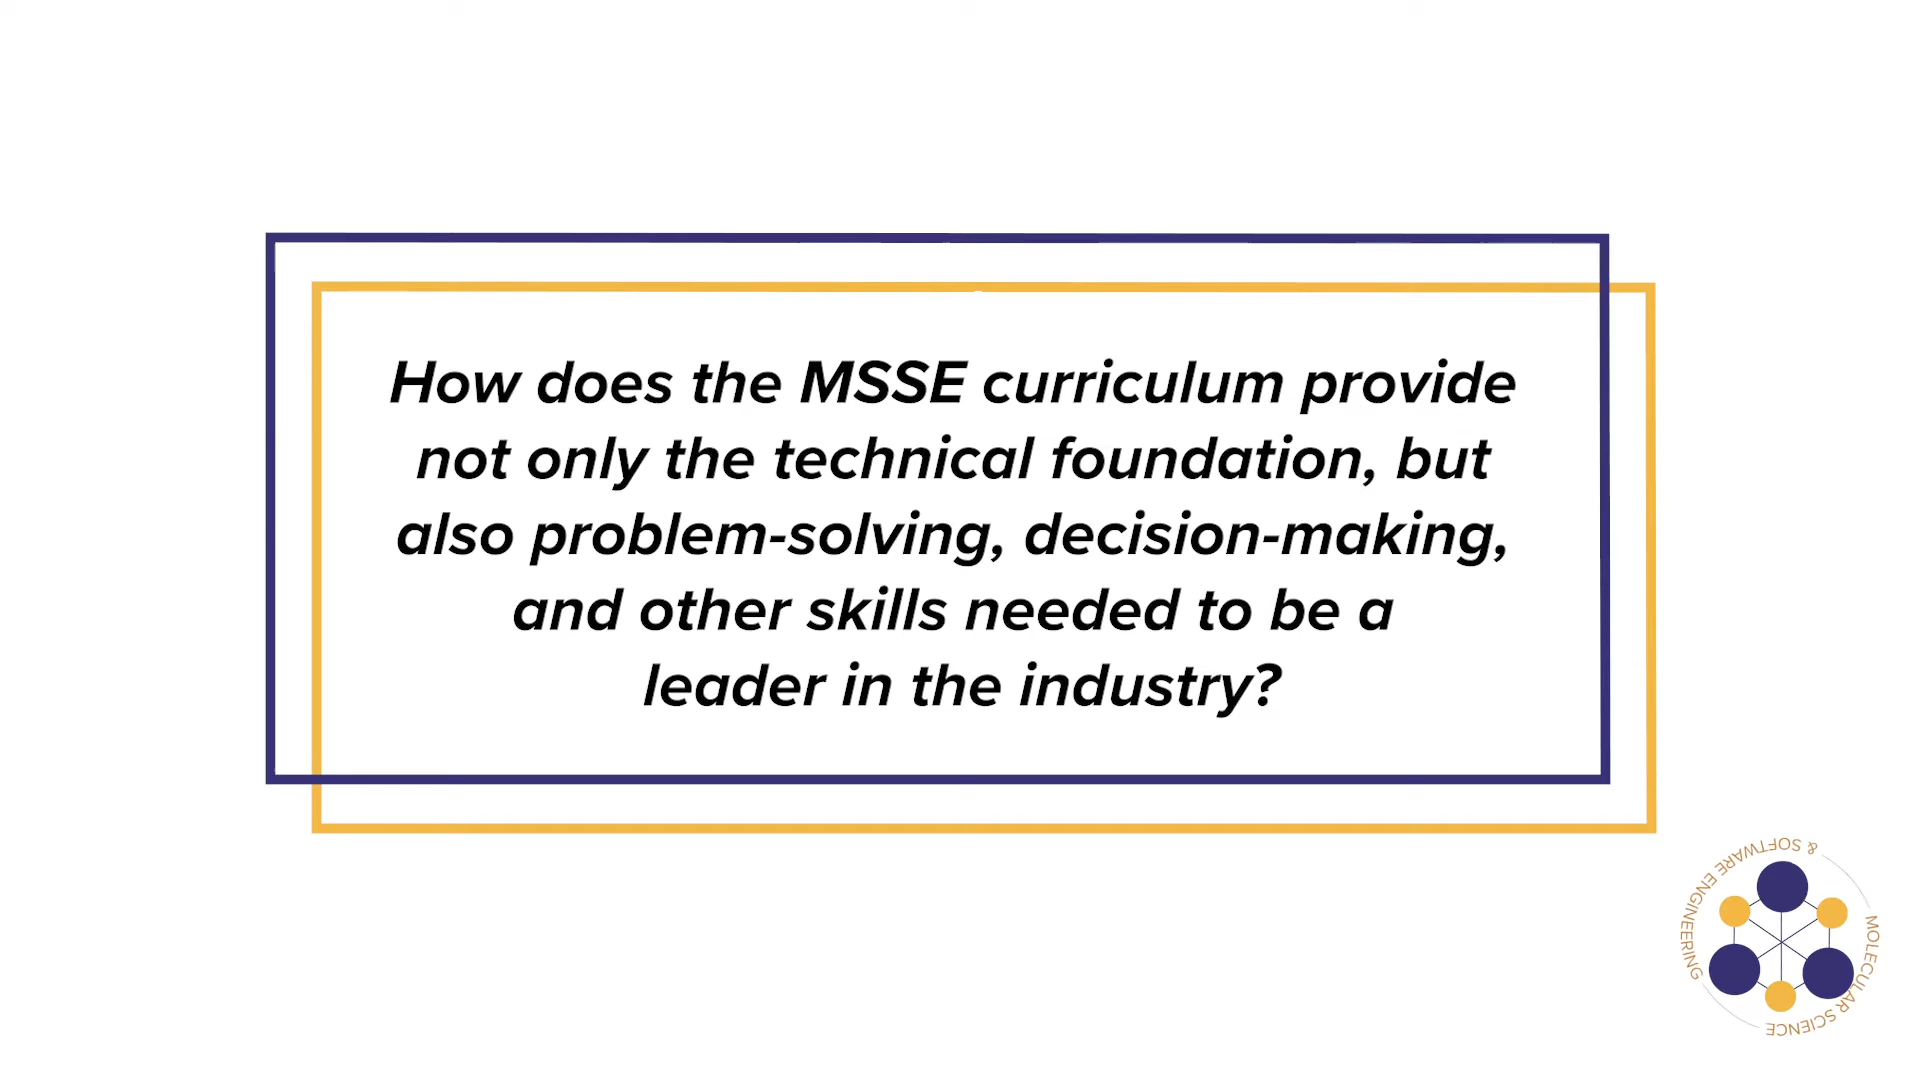 How does the MSSE curriculum provide
not only the technical foundation, but
also problem-solving, decision-making,
and other skills needed to be a
leader in the industry?
MOLECULAR SCIENCE
& SOFTWARE ENGINEERING